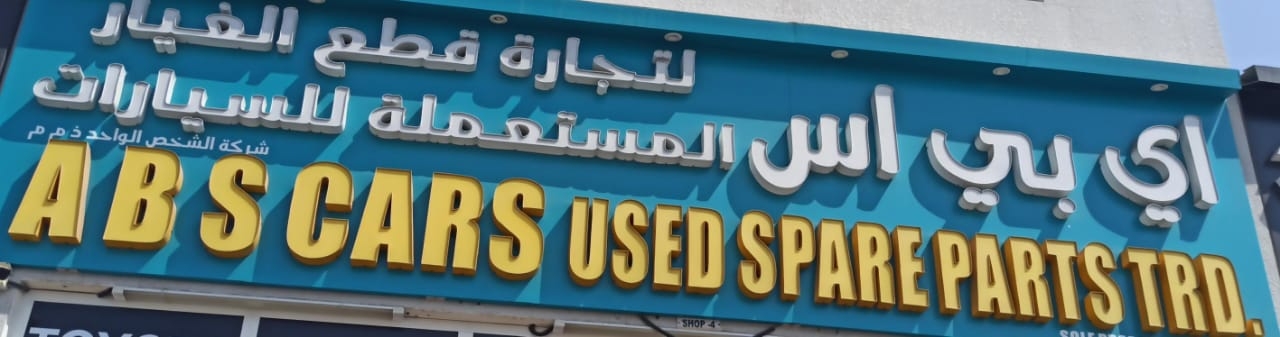 اي بي اس لتجارة قطع الغيار
المستعملة للسيارات
شركة الشخص الواحد ذ م م
A B S CARS USED SPARE PARTS TRD.
SHOP -4